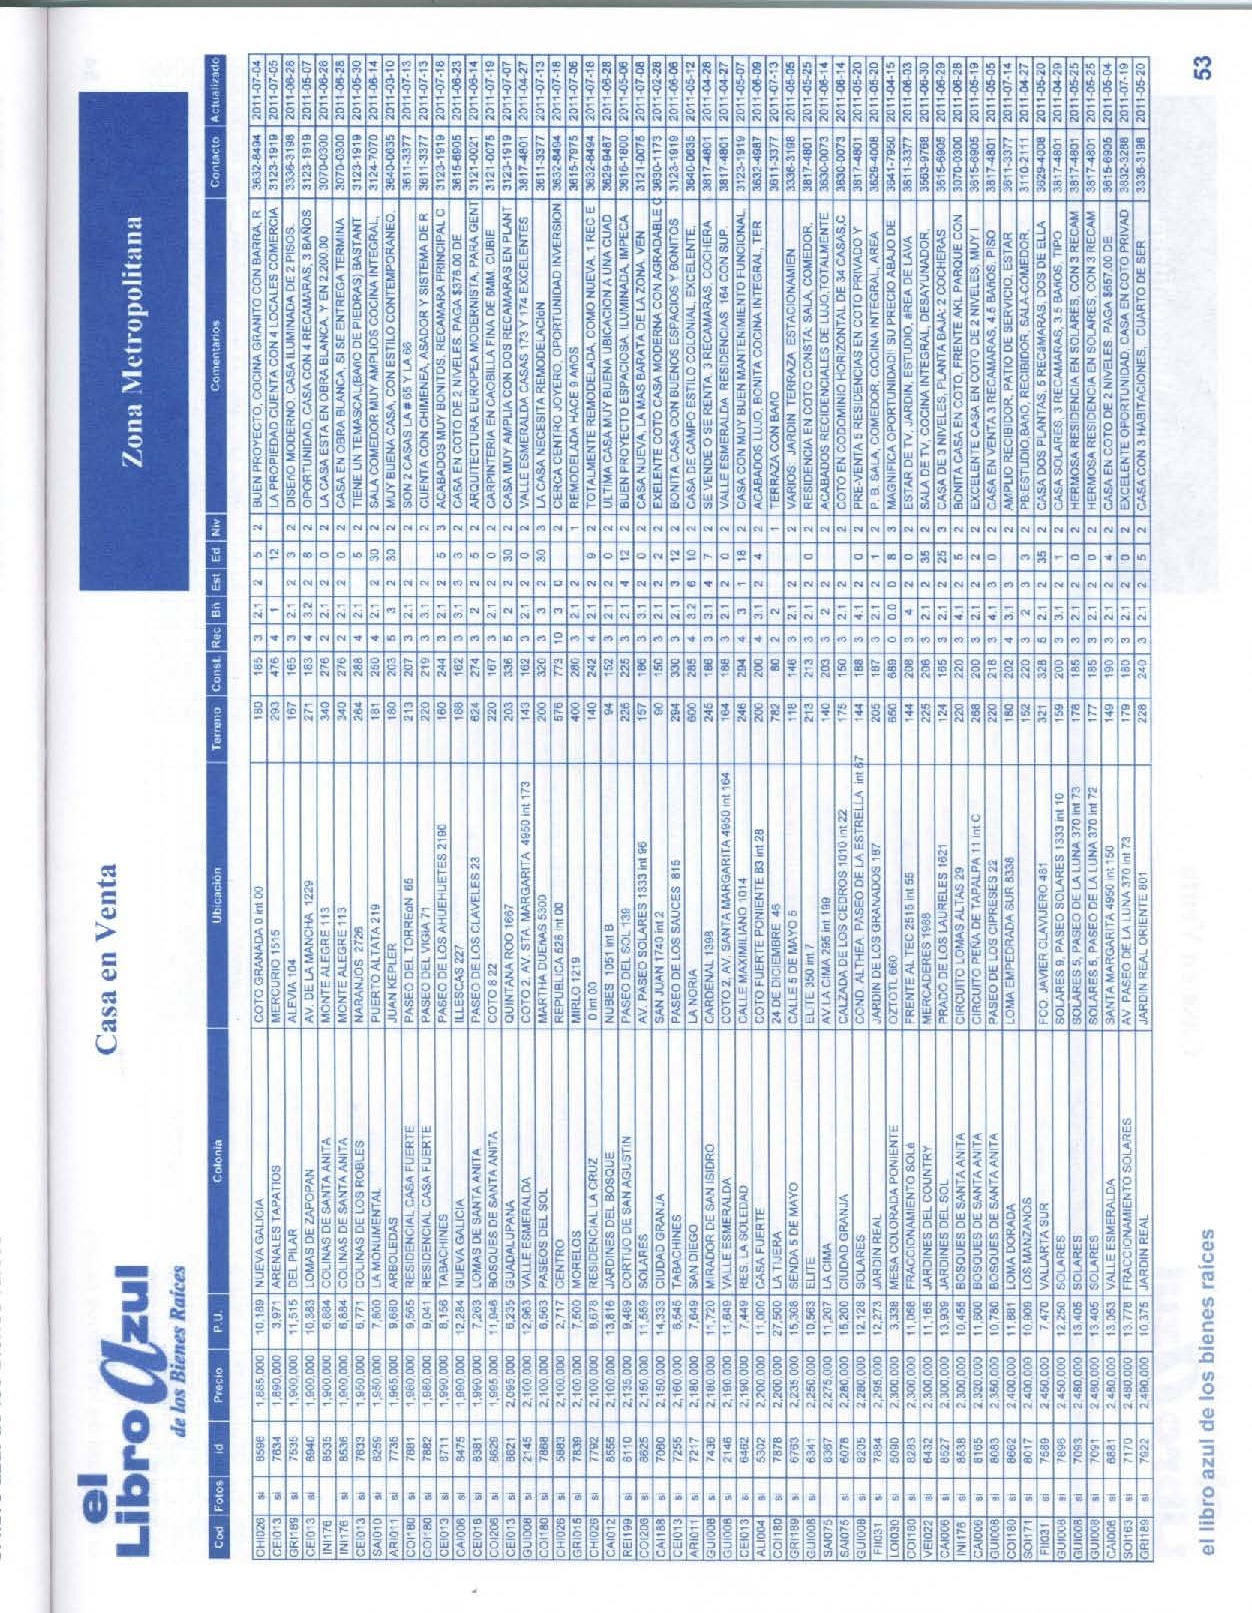 el
Libro Azul
de los Bienes Raíces
Casa en Venta
Zona Metropolitana
Cod Fotos id Precio P.U. Colonia Ubicación Terreno Const. Rec Bñ Est Ed Niv Comentarios Contacto Actualizado
CHI026 si 8596 1,885,000 10,189 NUEVA GALICIA COTO GRANADA 0 int 00 180 185 3 2.1 2 5 2 BUEN PROYECTO, COCINA GRANITO CON BARRA, R 3632-8494 2011-07-04
CEI013 si 7634 1,890,000 3,971 ARENALES TAPATIOS MERCURIO 1515 293 476 4 1 12 LA PROPIEDAD CUENTA CON 4 LOCALES COMERCIA 3123-1919 2011-07-05
GRI189 si 7535 1,900,000 11,515 DEL PILAR ALEVIA 104 167 165 3 2.1 2 3 2 DISEñO MODERNO, CASA ILUMINADA DE 2 PISOS. 3336-3198 2011-06-28
CEI013 si 8940 1,900,000 10,383 LOMAS DE ZAPOPAN AV. DE LA MANCHA 1229 271 183 4 3.2 2 8 2 OPORTUNIDAD, CASA CON 4 RECAMARAS, 3 BAñOS 3123-1919
INI176 si 8535 1,900,000 6,884 COLINAS DE SANTA ANITA MONTE ALEGRE 113 340 276 2 2.1 2 0 2 LA CASA ESTA EN OBRA BLANCA, Y EN 2,200,00 3070-0300 2011-06-28
INI176 si 8536 1,900,000 6,884 COLINAS DE SANTA ANITA MONTE ALEGRE 113 340 276 2 2.1 2 0 2 CASA EN OBRA BLANCA, SI SE ENTREGA TERMINA 3070-0300 2011-06-28
CEI013 si 7633 1,950,000 6,771 COLINAS DE LOS ROBLES NARANJOS 2726 264 288 4 2.1 2 5 2 TIENE UN TEMASCAL(BAñO DE PIEDRAS) BASTANT 3123-1919 2011-05-30
SAI010 si 8259 1,950,000 7,800 LA MONUMENTAL PUERTO ALTATA 219 181 250 4 2.1 2 30 2 SALA COMEDOR MUY AMPLIOS COCINA INTEGRAL, 3124-7070 2011-06-14
ARI011 si 7735 1,965,000 9,680 ARBOLEDAS JUAN KEPLER 180 203 5 3 2 30 2 MUY BUENA CASA, CON ESTILO CONTEMPORANEO, 3640-0635
COI180 si 7881 1,980,000 9,565 RESIDENCIAL CASA FUERTE PASEO DEL TORREóN 65 213 207 3 2.1 2 2 SON 2 CASAS LA # 65 Y LA 66 3611-3377 2011-07-13
COI180 si 7882 1,980,000 9,041 RESIDENCIAL CASA FUERTE PASEO DEL VIGIA 71 220 219 3 3.1 2 2 CUENTA CON CHIMENEA, ASADOR Y SISTEMA DE R 3611-3377 2011-07-13
CEI013 si 8711 1,990,000 8,156 TABACHINES PASEO DE LOS AHUEHUETES 2190 160 244 3 2.1 2 5 3 ACABADOS MUY BONITOS, RECAMARA PRINCIPAL C 3123-1919 2011-07-18
CAI006 si 8475 1,990,000 12,284 NUEVA GALICIA ILLESCAS 227 188 162 3 3.1 3 3 2 CASA EN COTO DE 2 NIVELES. PAGA $378.00 DE 3615-6905 2011-06-23
CEI016 si 8381 1,990,000 7,263 LOMAS DE SANTA ANITA PASEO DE LOS CLAVELES 23 624 274 3 2 2 5 2 ARQUITECTURA EUROPEA MODERNISTA, PARA GENT 3121-0021 2011-06-14
COI206 si 8629 1,995,000 11,946 BOSQUES DE SANTA ANITA COTO 8 22 220 167 3 2.1 2 0 2 CARPINTERIA EN CAOBILLA FINA DE 6MM, CUBIE 3121-0075 2011-07-19
CEI013 si 8621 2,095,000 6,235 GUADALUPANA QUINTANA ROO 1667 203 336 5 2 2 30 2 CASA MUY AMPLIA CON DOS RECAMARAS EN PLANT 3123-1919 2011-07-07
GUI008 si 2145 2,100,000 12,963 VALLE ESMERALDA COTO 2. AV. STA. MARGARITA 4950 int 173 143 162 3 2.1 2 0 2 VALLE ESMERALDA CASAS 173 Y 174 EXCELENTES 3817-4801 2011-04-27
COI180 si 7868 2,100,000 6,563 PASEOS DEL SOL MARTHA DUEñAS 5300 200 320 3 3 2 30 3 LA CASA NECESITA REMODELACIóN 3611-3377 2011-07-13
CHI026 si 5883 2,100,000 2,717 CENTRO REPUBLICA 628 int 00 576 773 10 3 0 CERCA CENTRO JOYERO, OPORTUNIDAD INVERSION 3632-8494 2011-07-18
GRI015 si 7839 2,100,000 7,500 MORELOS MIRLO 1219 400 280 3 2.1 2 1 REMODELADA HACE 9 AñOS 3615-7975 2011-07-06
CHI026 si 7792 2,100,000 8,678 RESIDENCIAL LA CRUZ 0 int 00 140 242 4 2.1 2 9 2 TOTALMENTE REMODELADA, COMO NUEVA, 1 REC E 3632-8494 2011-07-18
CAI012 si 8555 2,100,000 13,816 JARDINES DEL BOSQUE NUBES 1051 int B 94 152 3 2.1 2 0 2 ULTIMA CASA MUY BUENA UBICACION A UNA CUAD 3629-9487 2011-07-04
REI199 si 8110 2,135,000 9,489 CORTIJO DE SAN AGUSTIN PASEO DEL SOL 139 226 225 3 2.1 4 12 2 BUEN PROYECTO ESPACIOSA, ILUMINADA, IMPECA 3616-1600 2011-05-06
COI206 si 8625 2,150,000 11,559 SOLARES AV. PASEO SOLARES 1333 int 96 157 186 3 3.1 2 0 2 CASA NUEVA, LA MAS BARATA DE LA ZONA, VEN 3121-0075 2011-07-08
CAI188 si 7060 2,150,000 14,333 CIUDAD GRANJA SAN JUAN 1740 int 2 90 150 3 2.1 2 2 2 EXELENTE COTO CASA MODERNA CON AGRADABLE C 3630-1173 2011-02-28
CEI013 si 7255 2,160,000 6,545 TABACHINES PASEO DE LOS SAUCES 815 294 330 3 2.1 3 12 2 BONITA CASA CON BUENOS ESPACIOS Y BONITOS 3123-1919 2011-06-06
ARI011 si 7217 2,180,000 7,649 SAN DIEGO LA NORIA 600 285 4 3.2 6 10 2 CASA DE CAMPO ESTILO COLONIAL, EXCELENTE 3640-0635 2011-05-12
GUI008 si 7436 2,180,000 11,720 MIRADOR DE SAN ISIDRO CARDENAL 1398 245 186 3 3.1 4 7 2 SE VENDE O SE RENTA, 3 RECAMARAS, COCHERA 3817-4801 2011-04-28
GUI008 si 2146 2,190,000 11,649 VALLE ESMERALDA COTO 2. AV. SANTA MARGARITA 4950 int 164 164 188 3 2.1 2 0 2 VALLE ESMERALDA RESIDENCIAS 164 CON SUP. 3817-4801 2011-04-27
CEI013 si 6462 2,190,000 7,449 RES. LA SOLEDAD CALLE MAXIMILIANO 1014 246 294 4 3 1 18 2 CASA CON MUY BUEN MANTENIMIENTO FUNCIONAL, 3123-1919 2011-05-07
ALI004 si 5302 2,200,000 11,000 CASA FUERTE COTO FUERTE PONIENTE 83 int 28 200 200 4 3.1 2 4 2 ACABADOS LUJO, BONITA COCINA INTEGRAL, TER 3632-4987 2011-06-09
COI180 si 7878 2,200,000 27,500 LA TIJERA 24 DE DICIEMBRE 46 782 80 2 2 1 TERRAZA CON BAñO 3611-3377 2011-07-13
GRI189 si 6763 2,235,000 15,308 SENDA 5 DE MAYO CALLE 5 DE MAYO 5 118 146 3 2.1 2 2 VARIOS: JARDIN TERRAZA ESTACIONAMIEN 3336-3198
GUI008 si 6341 2,250,000 10,563 ELITE ELITE 350 int 7 213 213 3 2.1 2 0 2 RESIDENCIA EN COTO CONSTA: SALA, COMEDOR, 3817-4801 2011-05-25
SAI075 si 8367 2,275,000 11,207 LA CIMA AV LA CIMA 295 int 199 140 203 3 2 2 2 2 ACABADOS RECIDENCIALES DE LUJO,TOTALMENTE 3630-0073 2011-06-14
SAI075 si 6078 2,280,000 15,200 CIUDAD GRANJA CALZADA DE LOS CEDROS 1010 int 22 175 150 3 4.1 2 2 COTO EN CODOMINIO HORIZONTAL DE 34 CASAS,C 3630-0073 2011-06-14
GUI008 si 8205 2,280,000 12,128 SOLARES COND. ALTHEA. PASEO DE LA ESTRELLA int 67 144 188 3 4.1 2 0 2 PRE-VENTA 5 RESIDENCIAS EN COTO PRIVADO Y 3817-4801 2011-05-20
FII031 si 7884 2,295,000 12,273 JARDIN REAL JARDIN DE LOS GRANADOS 187 205 187 3 2.1 2 1 2 P. B. SALA, COMEDOR, COCINA INTEGRAL, AREA 3629-4008 2011-05-20
LOI030 si 5090 2,300,000 3,338 MESA COLORADA PONIENTE OZTOTL 660 650 689 0 0.0 0 8 3 MAGNIFICA OPORTUNIDAD!! SU PRECIO ABAJO DE 3641-7950 2011-04-15
COI180 si 8283 2,300,000 11,058 FRACCIONAMIENTO SOLé FRENTE AL TEC 2815 int 55 144 208 3 4 2 0 2 ESTAR DE TV, JARDIN, ESTUDIO, AREA DE LAVA 3611-3377 2011-06-03
VEI022 si 6432 2,300,000 11,165 JARDINES DEL COUNTRY MERCADERES 1988 225 206 3 2.1 2 35 2 SALA DE TV, COCINA INTEGRAL, DESAYUNADOR, 3563-9768 2011-06-30
CAI006 si 8527 2,300,000 13,939 JARDINES DEL SOL PRADO DE LOS LAURELES 1621 124 165 3 2.1 2 25 3 CASA DE 3 NIVELES, PLANTA BAJA: 2 COCHERAS 3615-6905 2011-06-29
INI176 si 8538 2,300,000 10,455 BOSQUES DE SANTA ANITA CIRCUITO LOMAS ALTAS 29 220 220 3 4.1 2 5 2 BONITA CASA EN COTO, FRENTE AKL PARQUE CON 3070-0300 2011-06-28
CAI006 si 8165 2,320,000 11,600 BOSQUES DE SANTA ANITA CIRCUITO PEÑA DE TAPALPA 11 int C 268 200 3 2.1 2 2 2 EXCELENTE CASA EN COTO DE 2 NIVELES, MUY I 3615-6905 2011-05-19
GUI008 si 8083 2,350,000 10,780 BOSQUES DE SANTA ANITA PASEO DE LOS CIPRESES 22 220 218 3 4.1 3 0 2 CASA EN VENTA 3 RECAMARAS, 4.5 BAñOS, PISO 3817-4801 2011-05-05
COI180 si 8662 2,400,000 11,881 LOMA DORADA LOMA EMPEDRADA SUR 8338 180 202 4 3.1 3 2 AMPLIO RECIBIDOR, PATIO DE SERVICIO, ESTAR 3611-3377 2011-07-14
SOI171 si 8017 2,400,000 10,909 LOS MANZANOS 152 220 3 2 3 2 PB:ESTUDIO,BAñO, RECIBIDOR, SALA-COMEDOR, 3110-2111 2011-04-27
FII031 si 7589 2,450,000 7,470 VALLARTA SUR FCO. JAVIER CLAVIJERO 481 321 328 5 2.1 2 35 2 CASA DOS PLANTAS, 5 RECáMARAS, DOS DE ELLA 3629-4008 2011-05-20
GUI008 si 7896 2,450,000 12,250 SOLARES SOLARES 9, PASEO SOLARES 1333 int 10 159 200 3 3.1 2 1 2 CASA SOLARES, 3 RECAMARAS, 3.5 BAñOS, TIPO 3817-4801 2011-04-29
GUI008 si 7093 2,480,000 13,405 SOLARES SOLARES 5, PASEO DE LA LUNA 370 int 73 178 185 3 2.1 2 0 2 HERMOSA RESIDENCIA EN SOLARES, CON 3 RECAM 3817-4801 2011-05-25
GUI008 si 7091 2,480,000 13,405 SOLARES SOLARES 5, PASEO DE LA LUNA 370 int 72 177 185 3 2.1 2 0 2 HERMOSA RESIDENCIA EN SOLARES, CON 3 RECAM 3817-4801 2011-05-25
CAI006 si 6881 2,480,000 13,053 VALLE ESMERALDA SANTA MARGARITA 4950 int 150 149 190 3 2.1 2 4 2 CASA EN COTO DE 2 NIVELES. PAGA $657.00 DE 3615-6905 2011-05-04
SOI163 si 7170 2,480,000 13,778 FRACCIONAMIENTO SOLARES AV. PASEO DE LA LUNA 370 int 73 179 180 3 2.1 2 0 2 EXCELENTE OPORTUNIDAD, CASA EN COTO PRIVAD 3832-3288 2011-07-19
GRI189 si 7922 2,490,000 10,375 JARDIN REAL JARDIN REAL ORIENTE 801 228 240 3 2.1 2 5 2 CASA CON 3 HABITACIONES, CUARTO DE SER 3336-3198 2011-05-20
el libro azul de los bienes raíces
53